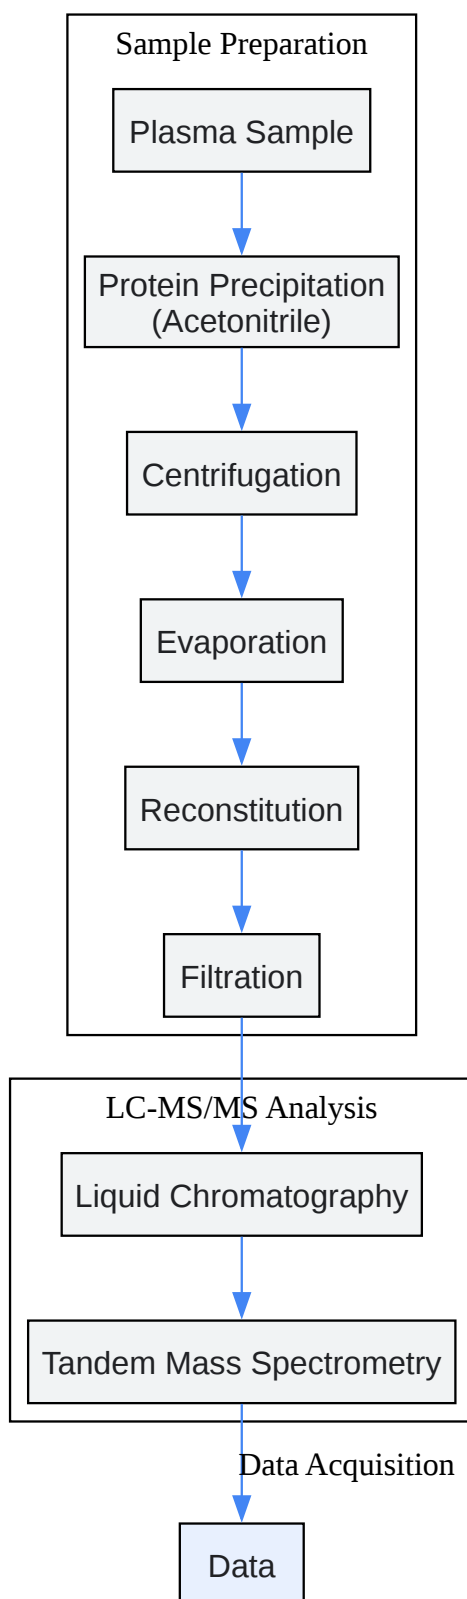 Sample Preparation
Plasma Sample
Protein Precipitation
(Acetonitrile)
Centrifugation
Evaporation
Reconstitution
Filtration
LC-MS/MS Analysis
Liquid Chromatography
Tandem Mass Spectrometry
Data Acquisition
Data